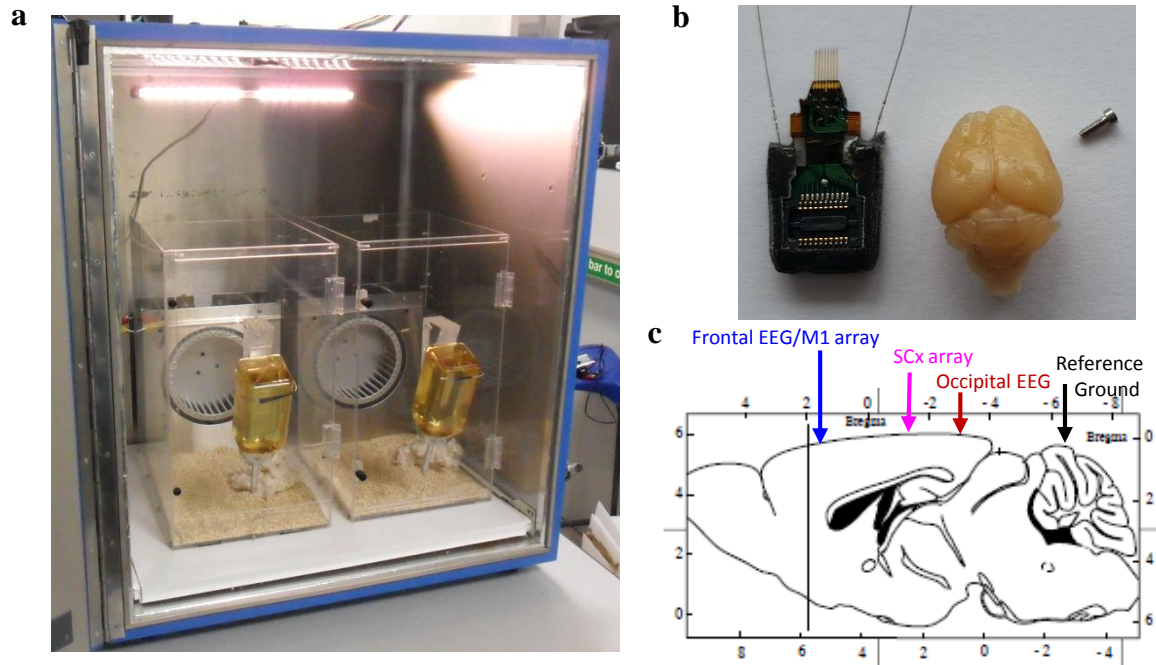 a
bar to o
b
c
Frontal EEG/M1 array
SCx array
Occipital EEG
Reference
Ground
4 2 0 -2 -4 -6 -8
Bregma
Bregma
6
4
2
0
0
2
4
6
8 6 4 2 0 -2 -4